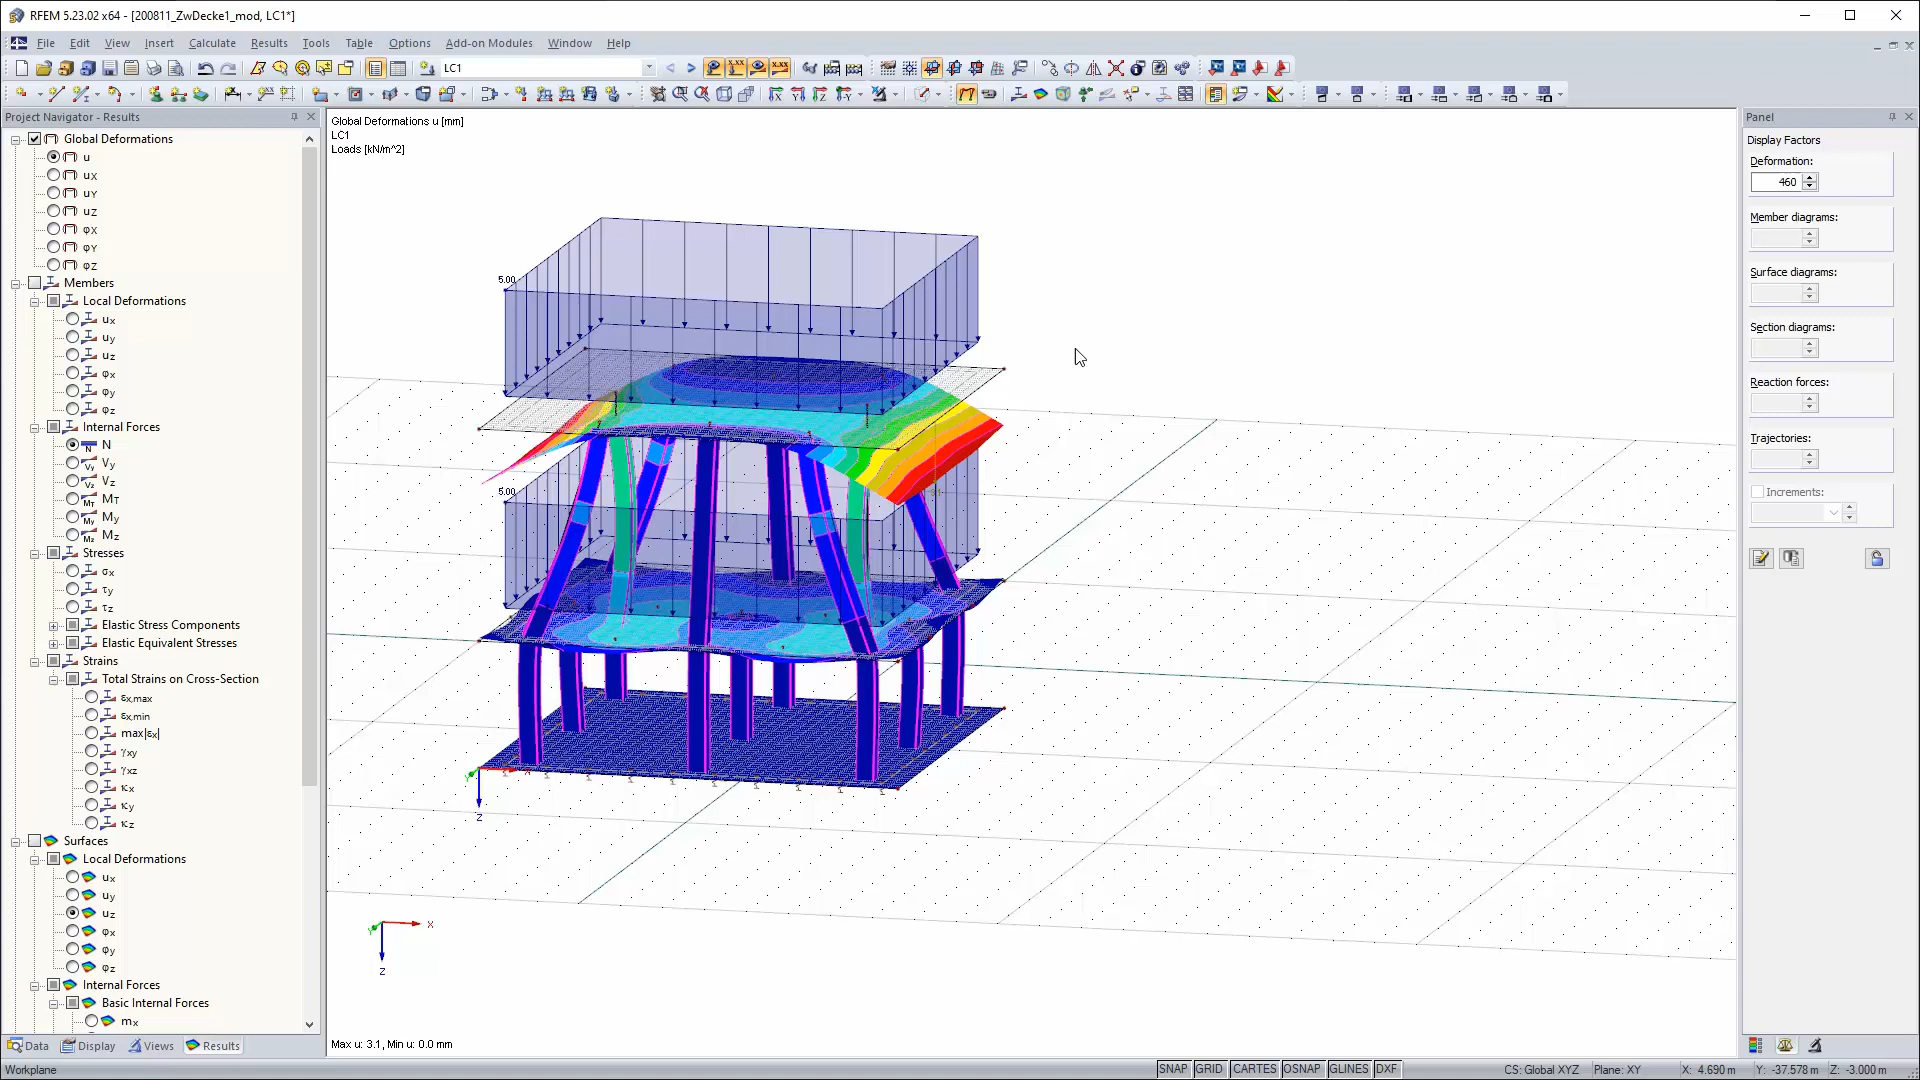 RFEM 5.23.02 x64 - [200811_ZwDecke1_mod, LC1*]
File Edit View Insert Calculate Results Tools Table Options Add-on Modules Window Help
LC1
Project Navigator - Results
Global Deformations
u
uX
uY
uZ
φX
φY
φZ
Members
Local Deformations
ux
uy
uz
φx
φy
φz
Internal Forces
N
Vy
Vz
MT
My
Mz
Stresses
σx
τy
τz
Elastic Stress Components
Elastic Equivalent Stresses
Strains
Total Strains on Cross-Section
εx,max
εx,min
max|εx|
γxy
γxz
κx
κy
κz
Surfaces
Local Deformations
ux
uy
uz
φx
φy
φz
Internal Forces
Basic Internal Forces
mx
Data Display Views Results
Global Deformations u [mm]
LC1
Loads [kN/m^2]
5.00
5.00
Z
X
Z
Max u: 3.1, Min u: 0.0 mm
Panel
Display Factors
Deformation:
460
Member diagrams:
Surface diagrams:
Section diagrams:
Reaction forces:
Trajectories:
Increments:
Workplane
SNAP GRID CARTES OSNAP GLINES DXF
CS: Global XYZ Plane: XY X: 4.690 m Y: -37.578 m Z: -3.000 m